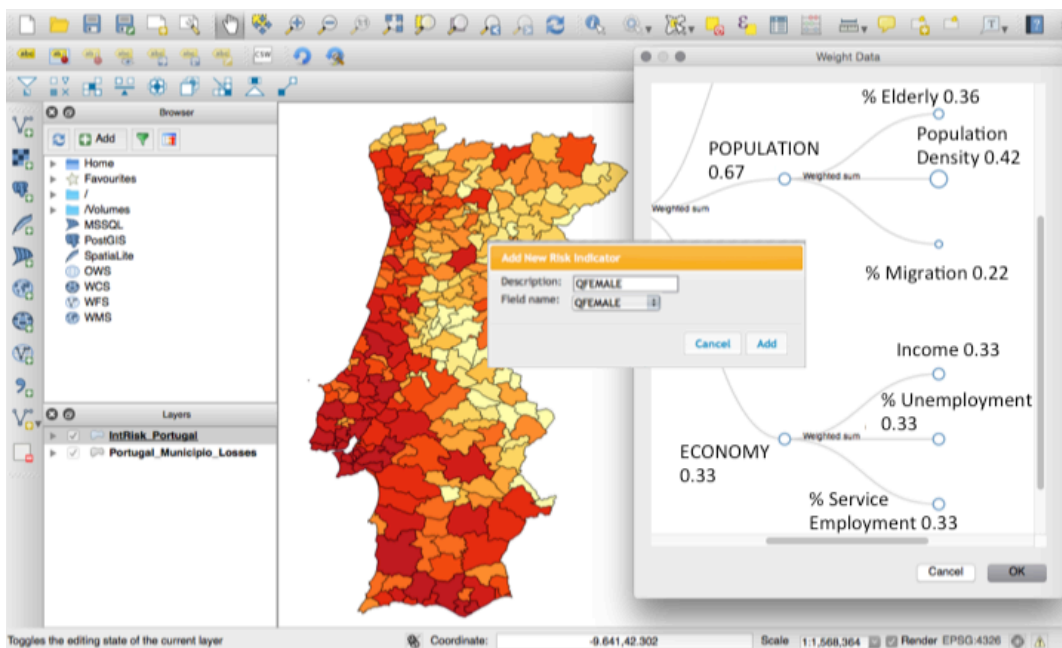 abc
abc
CSW
T
Weight Data
Browser
Add
Home
Favourites
/
/Volumes
MSSQL
PostGIS
SpatiaLite
OWS
WCS
WFS
WMS
Layers
IntRisk_Portugal
Portugal_Municipio_Losses
% Elderly 0.36
Population
Density 0.42
POPULATION
0.67
Weighted sum
Weighted sum
% Migration 0.22
Add New Risk Indicator
Description: QFEMALE
Field name: QFEMALE
Cancel Add
Income 0.33
% Unemployment
0.33
Weighted sum
ECONOMY
0.33
% Service
Employment 0.33
Cancel OK
Toggles the editing state of the current layer Coordinate: -9.641,42.302 Scale 1:1,568,364 Render EPSG:4326